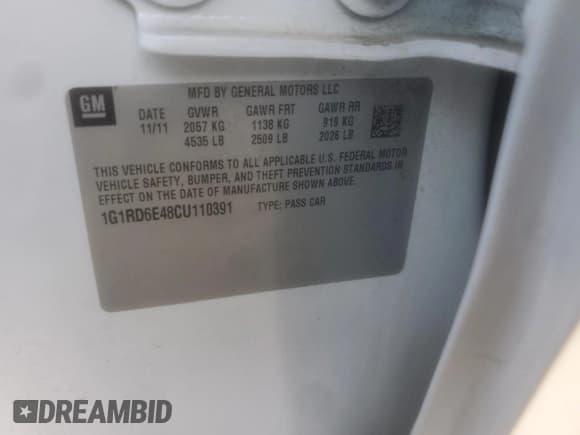 GM
MFD BY GENERAL MOTORS LLC
DATE GVWR GAWR FRT GAWR RR
11/11 2057 KG 1138 KG 919 KG
4535 LB 2509 LB 2026 LB
THIS VEHICLE CONFORMS TO ALL APPLICABLE U.S. FEDERAL MOTOR
VEHICLE SAFETY, BUMPER, AND THEFT PREVENTION STANDARDS IN
EFFECT ON THE DATE OF MANUFACTURE SHOWN ABOVE.
1G1RD6E48CU110391 TYPE: PASS CAR
DREAMBID